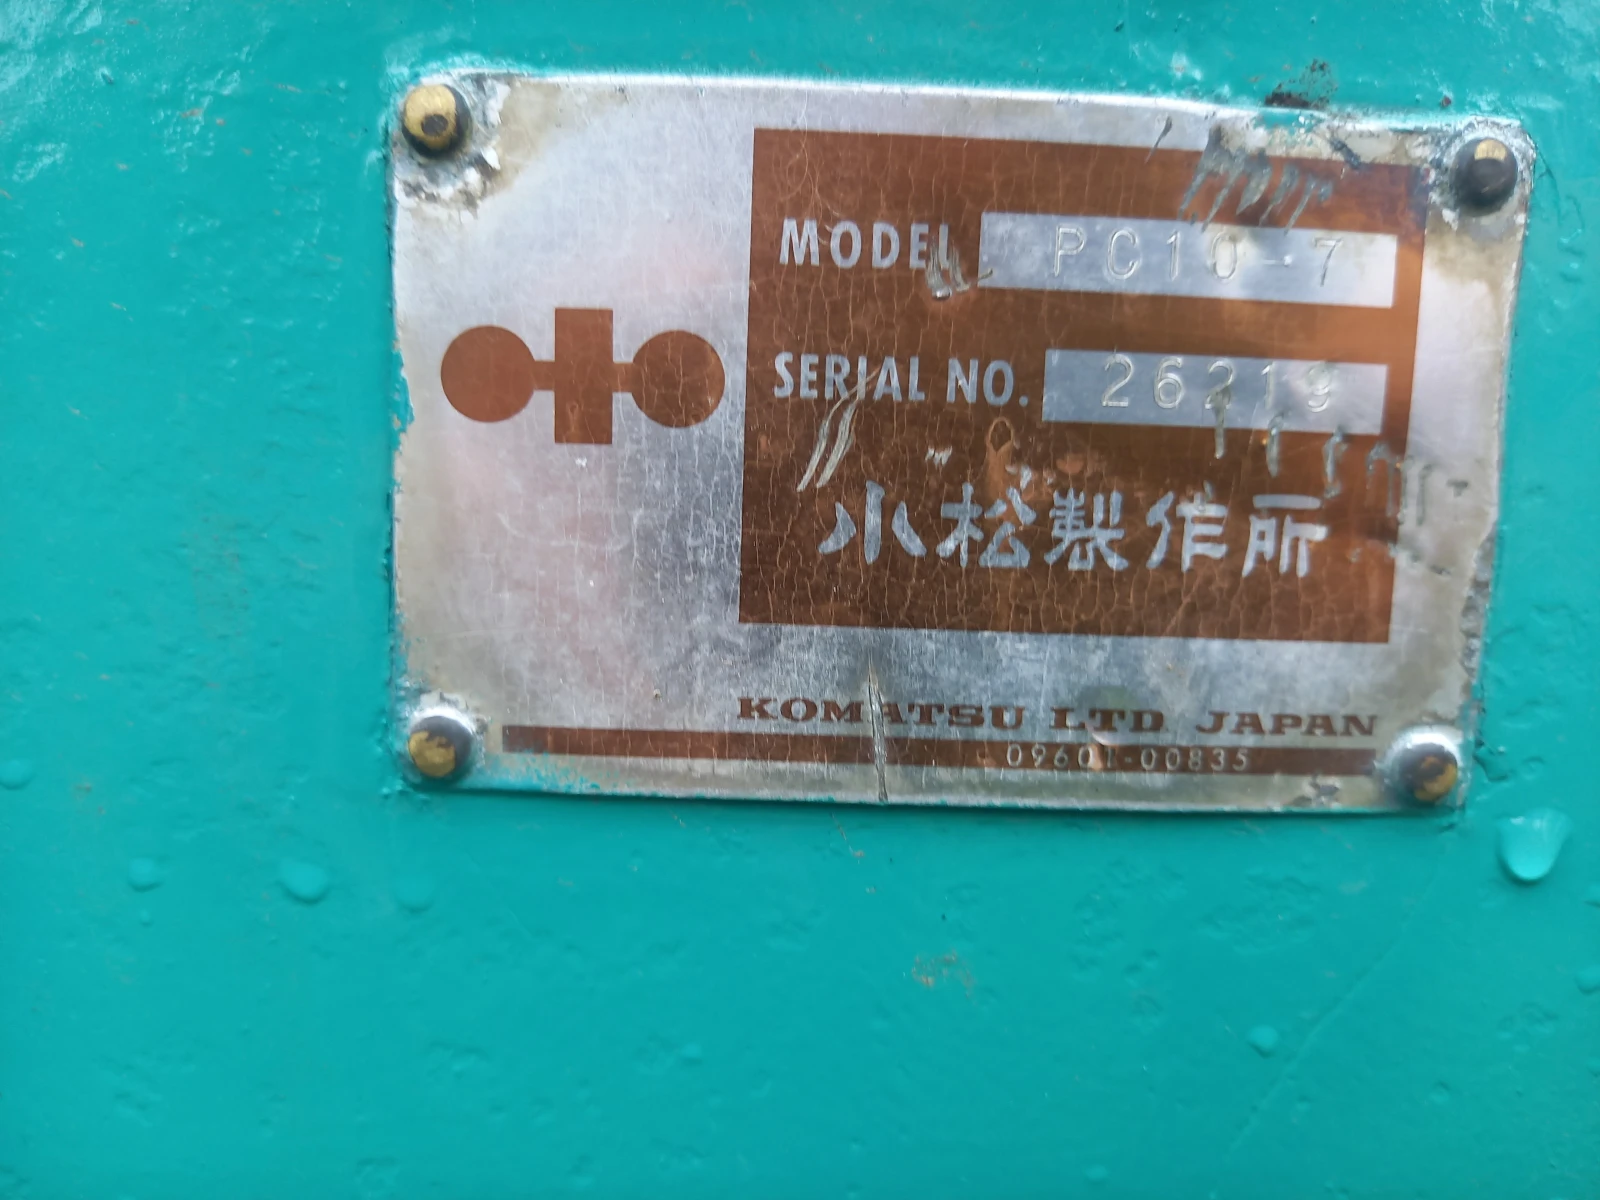 MODEL PC10-7
SERIAL NO. 26219
小松製作所
KOMATSU LTD. JAPAN
09601-00835